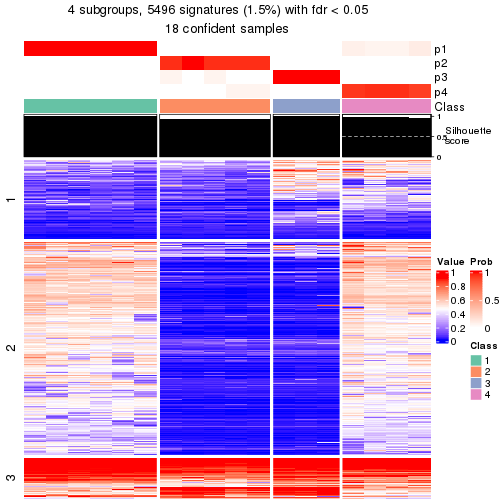 4 subgroups, 5496 signatures (1.5%) with fdr < 0.05
18 confident samples
p1
p2
p3
p4
Class
1
0.5
0
Silhouette
score
1
2
3
Value Prob
1 1
0.8
0.6 0.5
0.4
0.2 0
0
Class
1
2
3
4